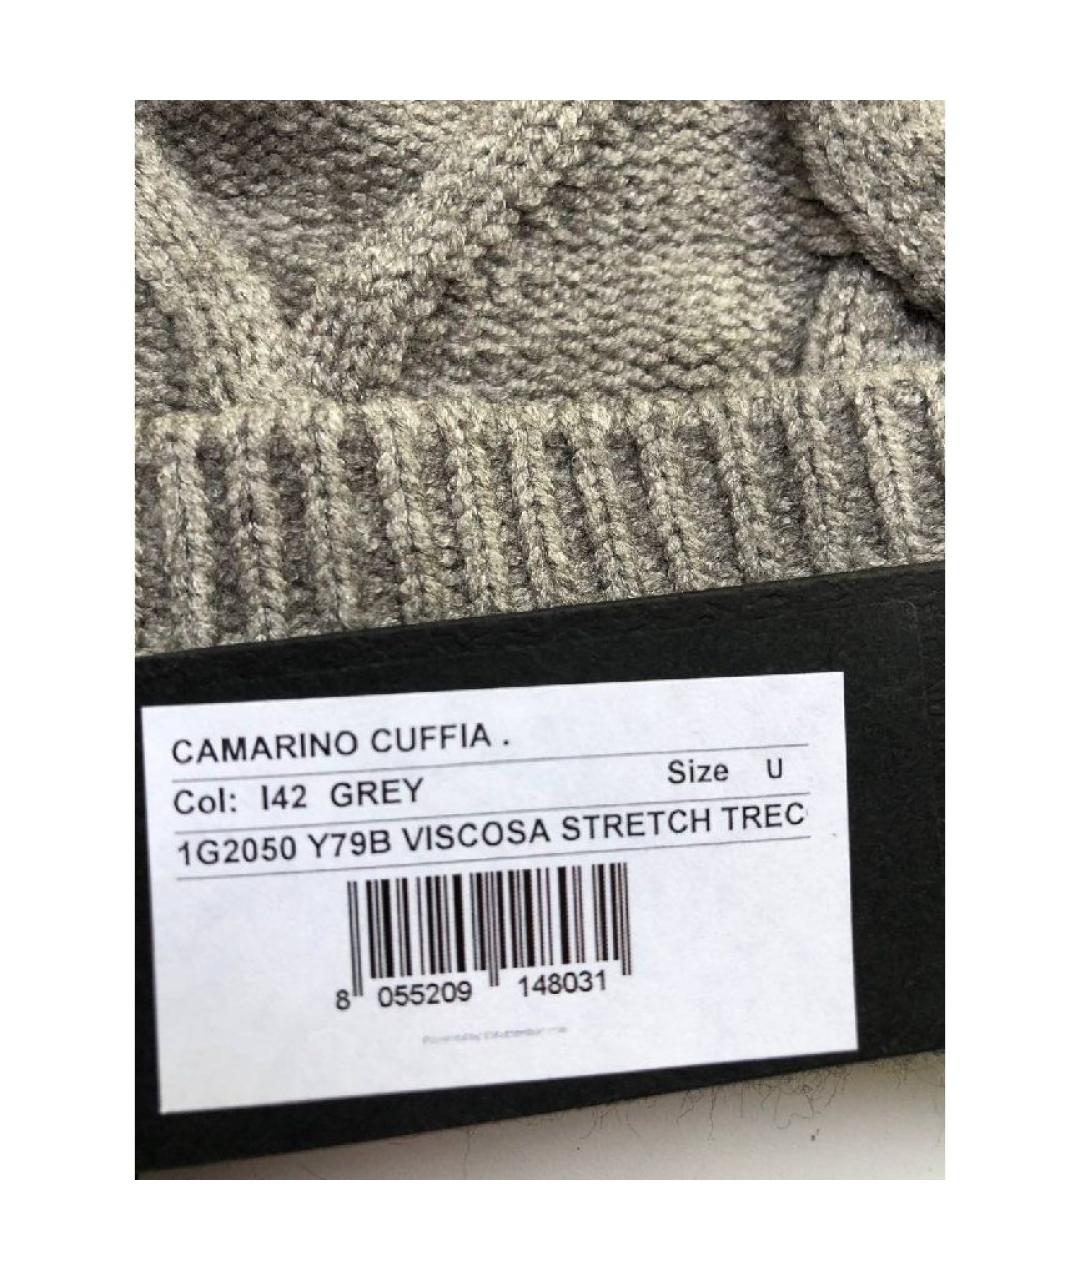 CAMARINO CUFFIA .
Col: I42 GREY Size U
1G2050 Y79B VISCOSA STRETCH TREC
8 055209 148031